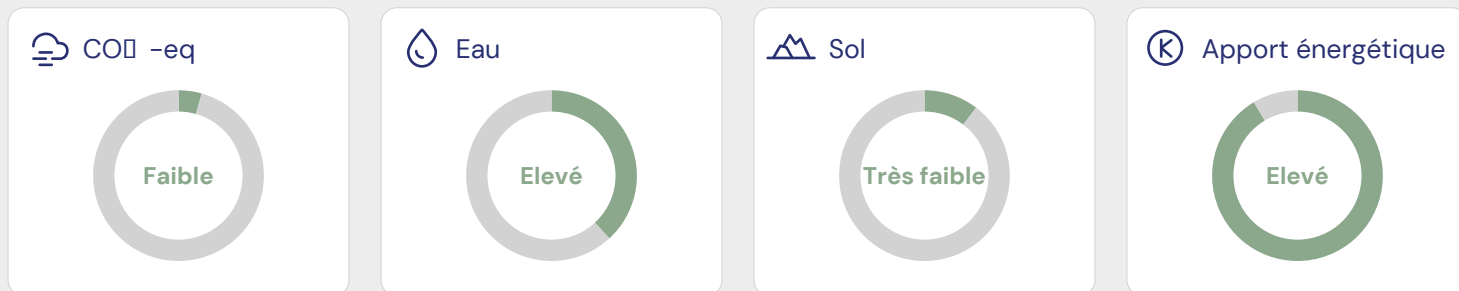 CO▯ -eq
Faible
Eau
Elevé
Sol
Très faible
Apport énergétique
Elevé